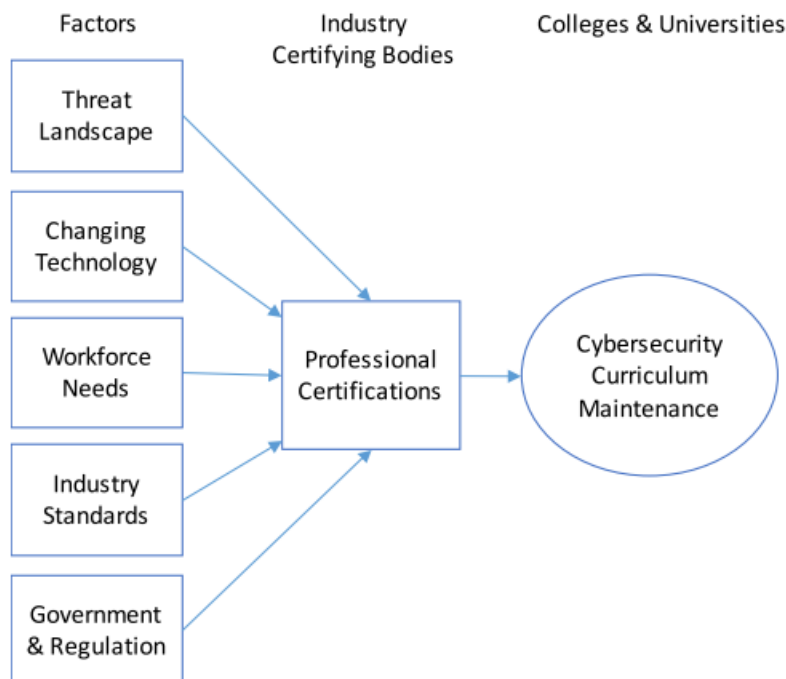 Factors
Industry
Certifying Bodies
Colleges & Universities
Threat
Landscape
Changing
Technology
Workforce
Needs
Industry
Standards
Government
& Regulation
Professional
Certifications
Cybersecurity
Curriculum
Maintenance